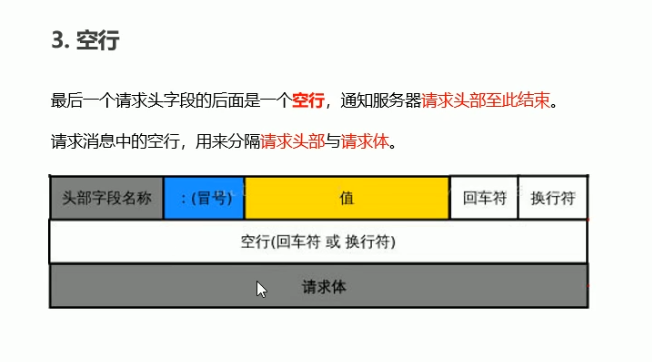 3. 空行
最后一个请求头字段的后面是一个空行，通知服务器请求头部至此结束。
请求消息中的空行，用来分隔请求头部与请求体。
头部字段名称 ：(冒号) 值 回车符 换行符
空行(回车符 或 换行符)
请求体